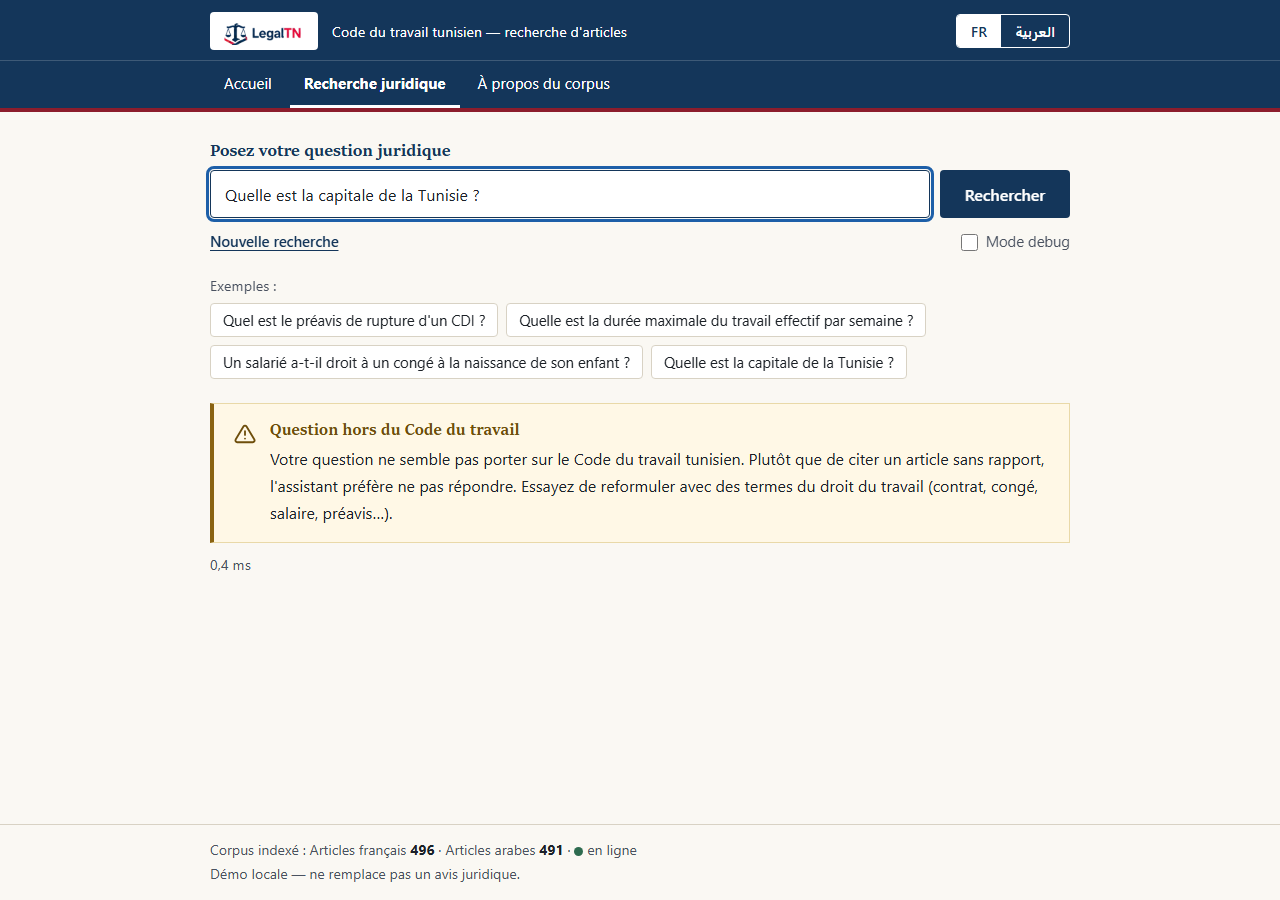 LegalTN
Code du travail tunisien — recherche d'articles
FR
العربية
Accueil
Recherche juridique
À propos du corpus
Posez votre question juridique
Quelle est la capitale de la Tunisie ?
Rechercher
Nouvelle recherche
Mode debug
Exemples :
Quel est le préavis de rupture d'un CDI ?
Quelle est la durée maximale du travail effectif par semaine ?
Un salarié a-t-il droit à un congé à la naissance de son enfant ?
Quelle est la capitale de la Tunisie ?
Question hors du Code du travail
Votre question ne semble pas porter sur le Code du travail tunisien. Plutôt que de citer un article sans rapport,
l'assistant préfère ne pas répondre. Essayez de reformuler avec des termes du droit du travail (contrat, congé,
salaire, préavis…).
0,4 ms
Corpus indexé : Articles français 496 · Articles arabes 491 · en ligne
Démo locale — ne remplace pas un avis juridique.